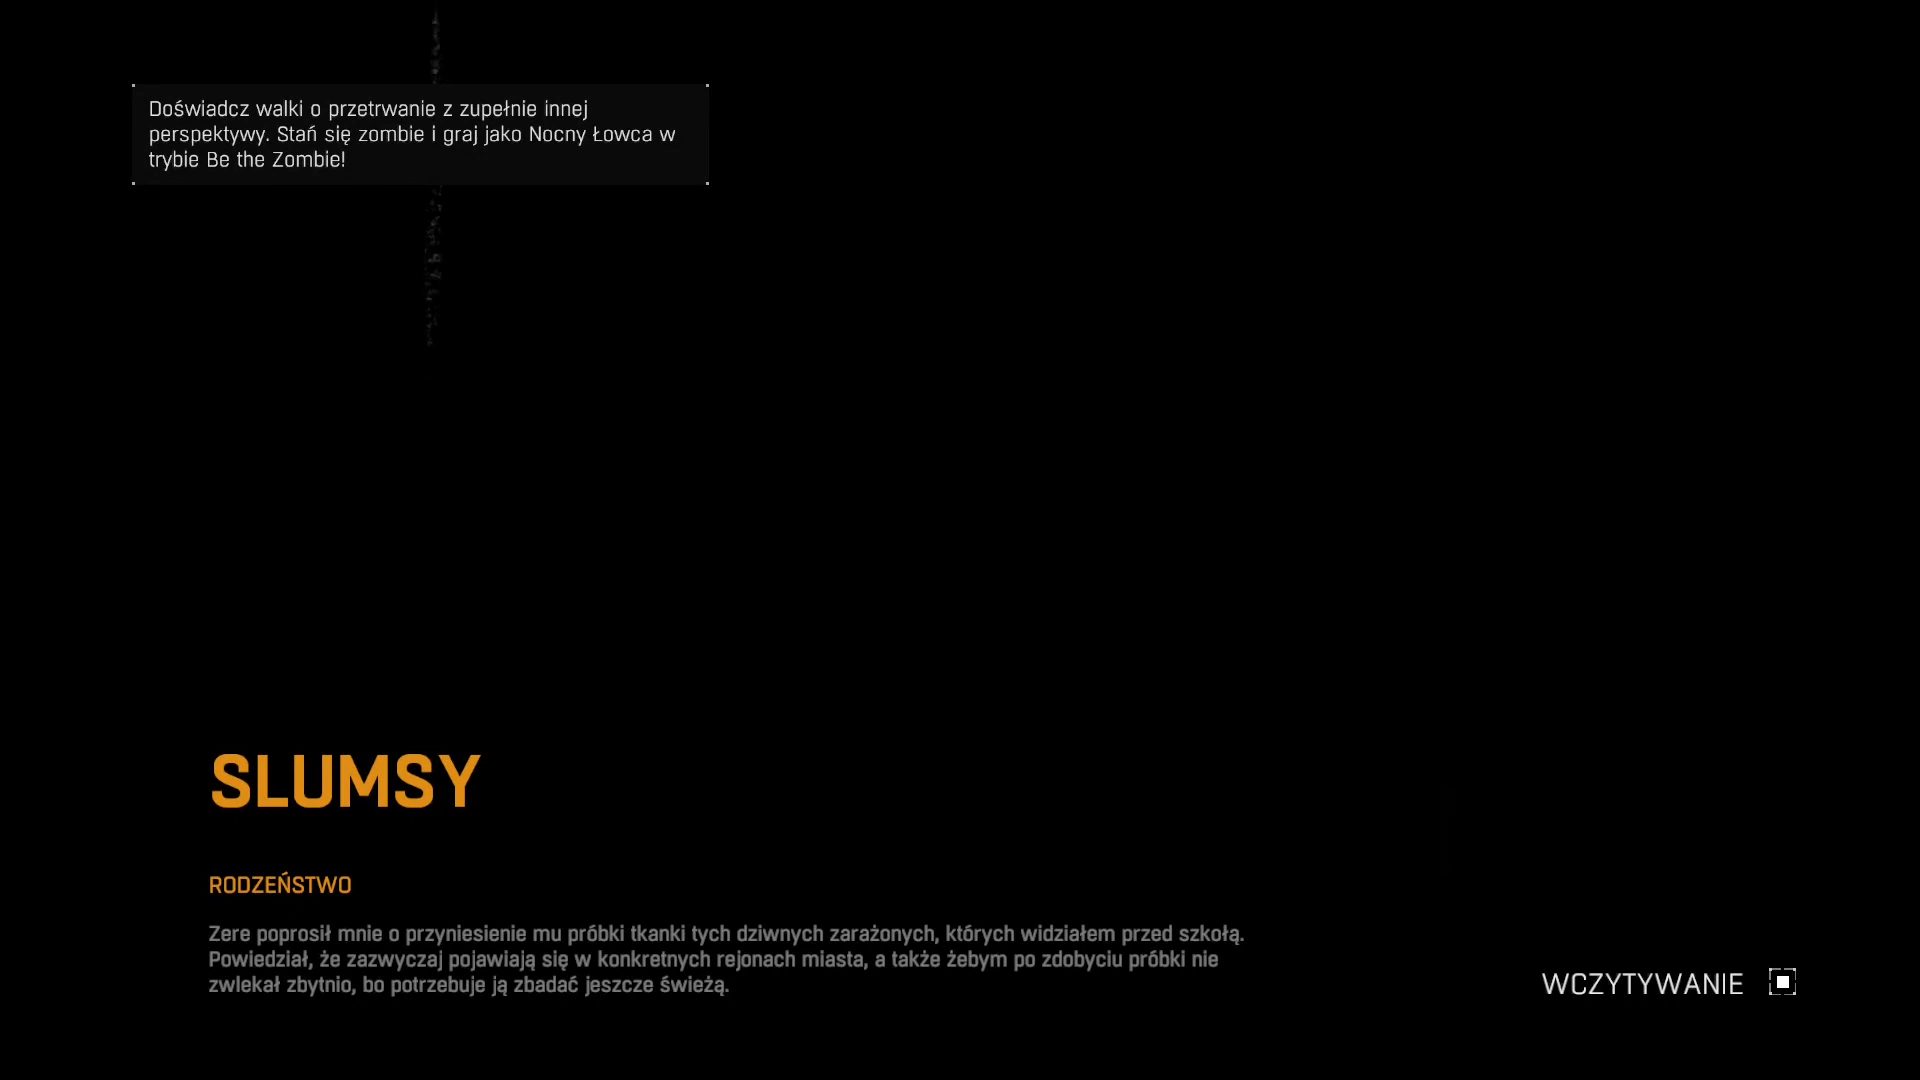 Doświadcz walki o przetrwanie z zupełnie innej
perspektywy. Stań się zombie i graj jako Nocny Łowca w
trybie Be the Zombie!
SLUMSY
RODZEŃSTWO
Zere poprosił mnie o przyniesienie mu próbki tkanki tych dziwnych zarażonych, których widziałem przed szkołą.
Powiedział, że zazwyczaj pojawiają się w konkretnych rejonach miasta, a także żebym po zdobyciu próbki nie
zwlekał zbytnio, bo potrzebuje ją zbadać jeszcze świeżą.
WCZYTYWANIE